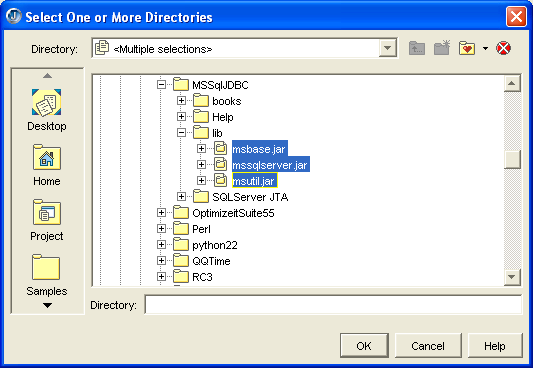 Select One or More Directories
Directory: <Multiple selections>
Desktop
Home
Project
Samples
MSSqlJDBC
books
Help
lib
msbase.jar
mssqlserver.jar
msutil.jar
SQLServer JTA
OptimizeitSuite55
Perl
python22
QQTime
RC3
Directory:
OK Cancel Help